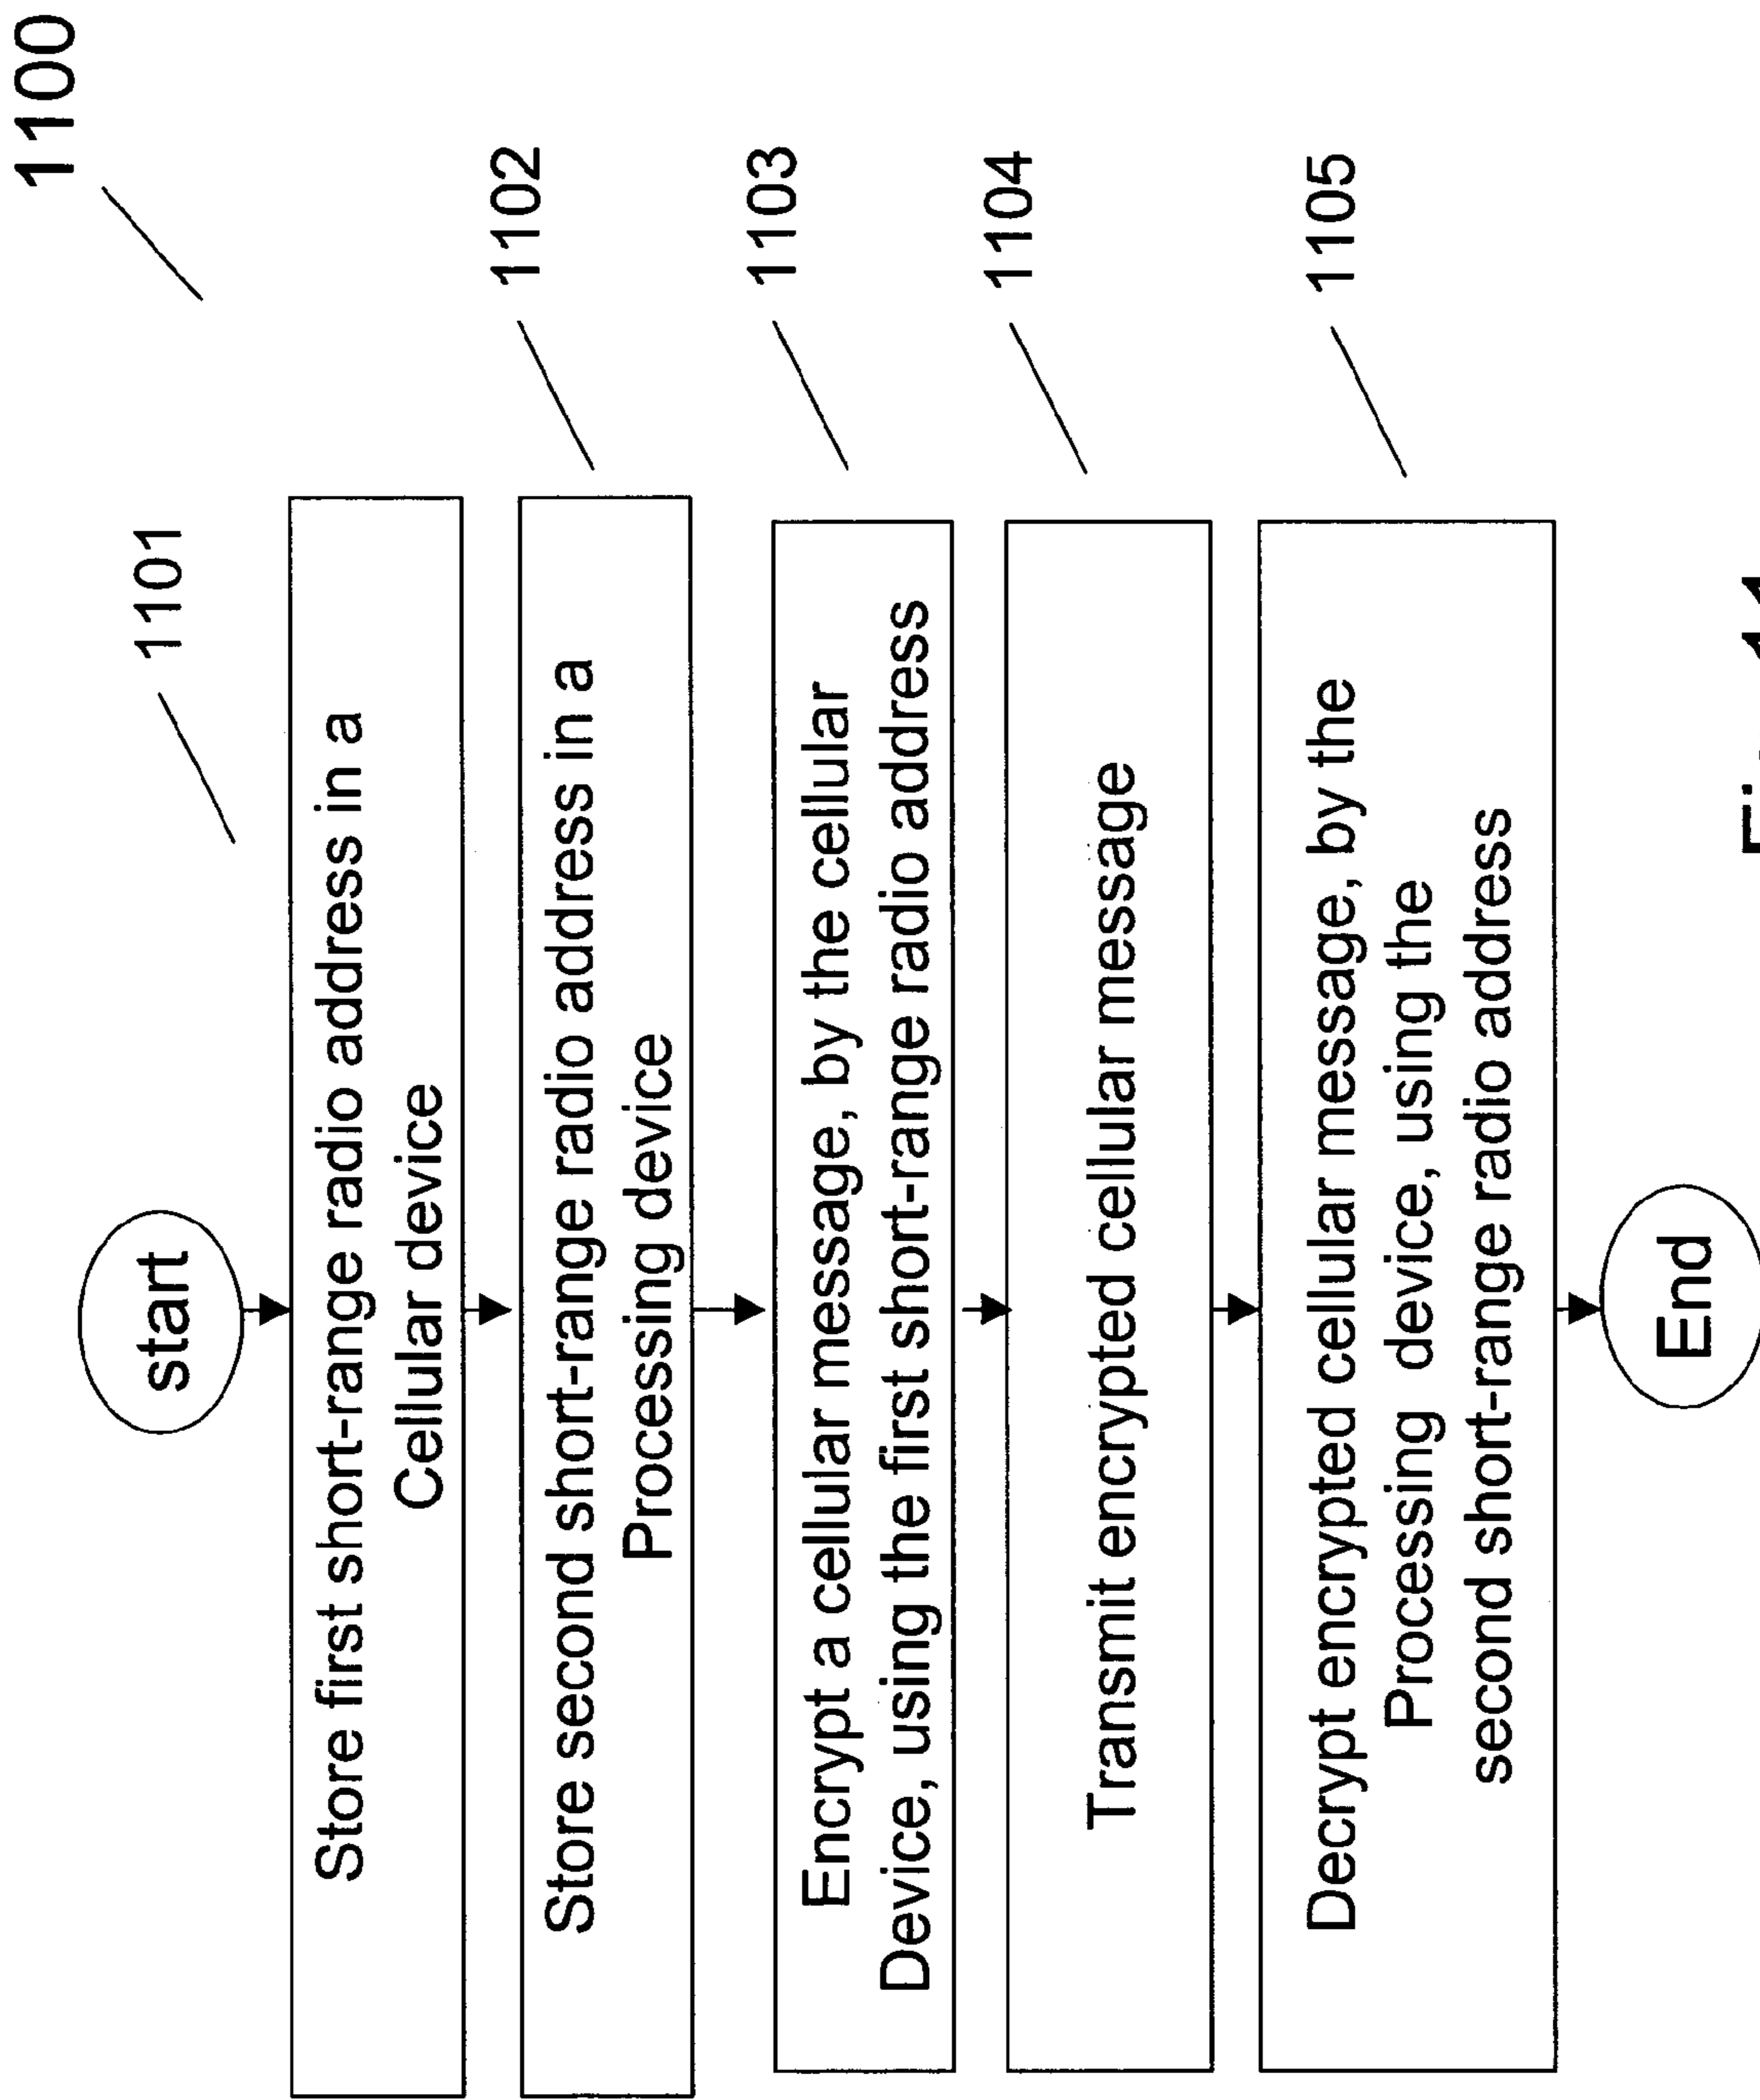 1100
start
1101
Store first short-range radio address in a
Cellular device
1102
Store second short-range radio address in a
Processing device
1103
Encrypt a cellular message, by the cellular
Device, using the first short-range radio address
1104
Transmit encrypted cellular message
1105
Decrypt encrypted cellular message, by the
Processing device, using the
second short-range radio address
End